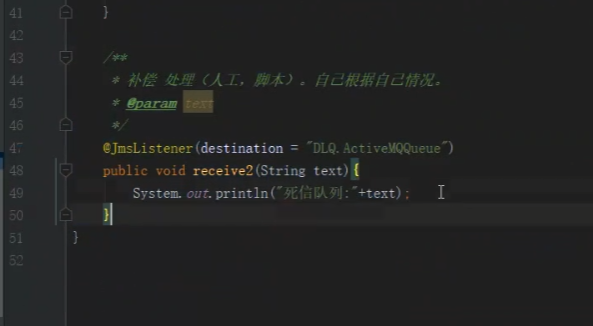 41 }
42
43 /**
44 * 补偿 处理（人工，脚本）。自己根据自己情况。
45 * @param text
46 */
47 @JmsListener(destination = "DLQ.ActiveMQQueue")
48 public void receive2(String text){
49 System.out.println("死信队列:"+text);
50 }
51 }
52